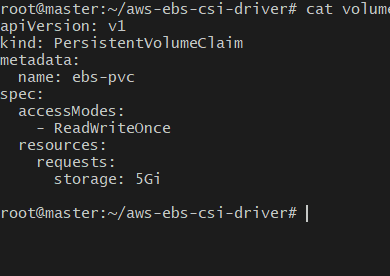 root@master:~/aws-ebs-csi-driver# cat volume
apiVersion: v1
kind: PersistentVolumeClaim
metadata:
  name: ebs-pvc
spec:
  accessModes:
    - ReadWriteOnce
  resources:
    requests:
      storage: 5Gi
root@master:~/aws-ebs-csi-driver#